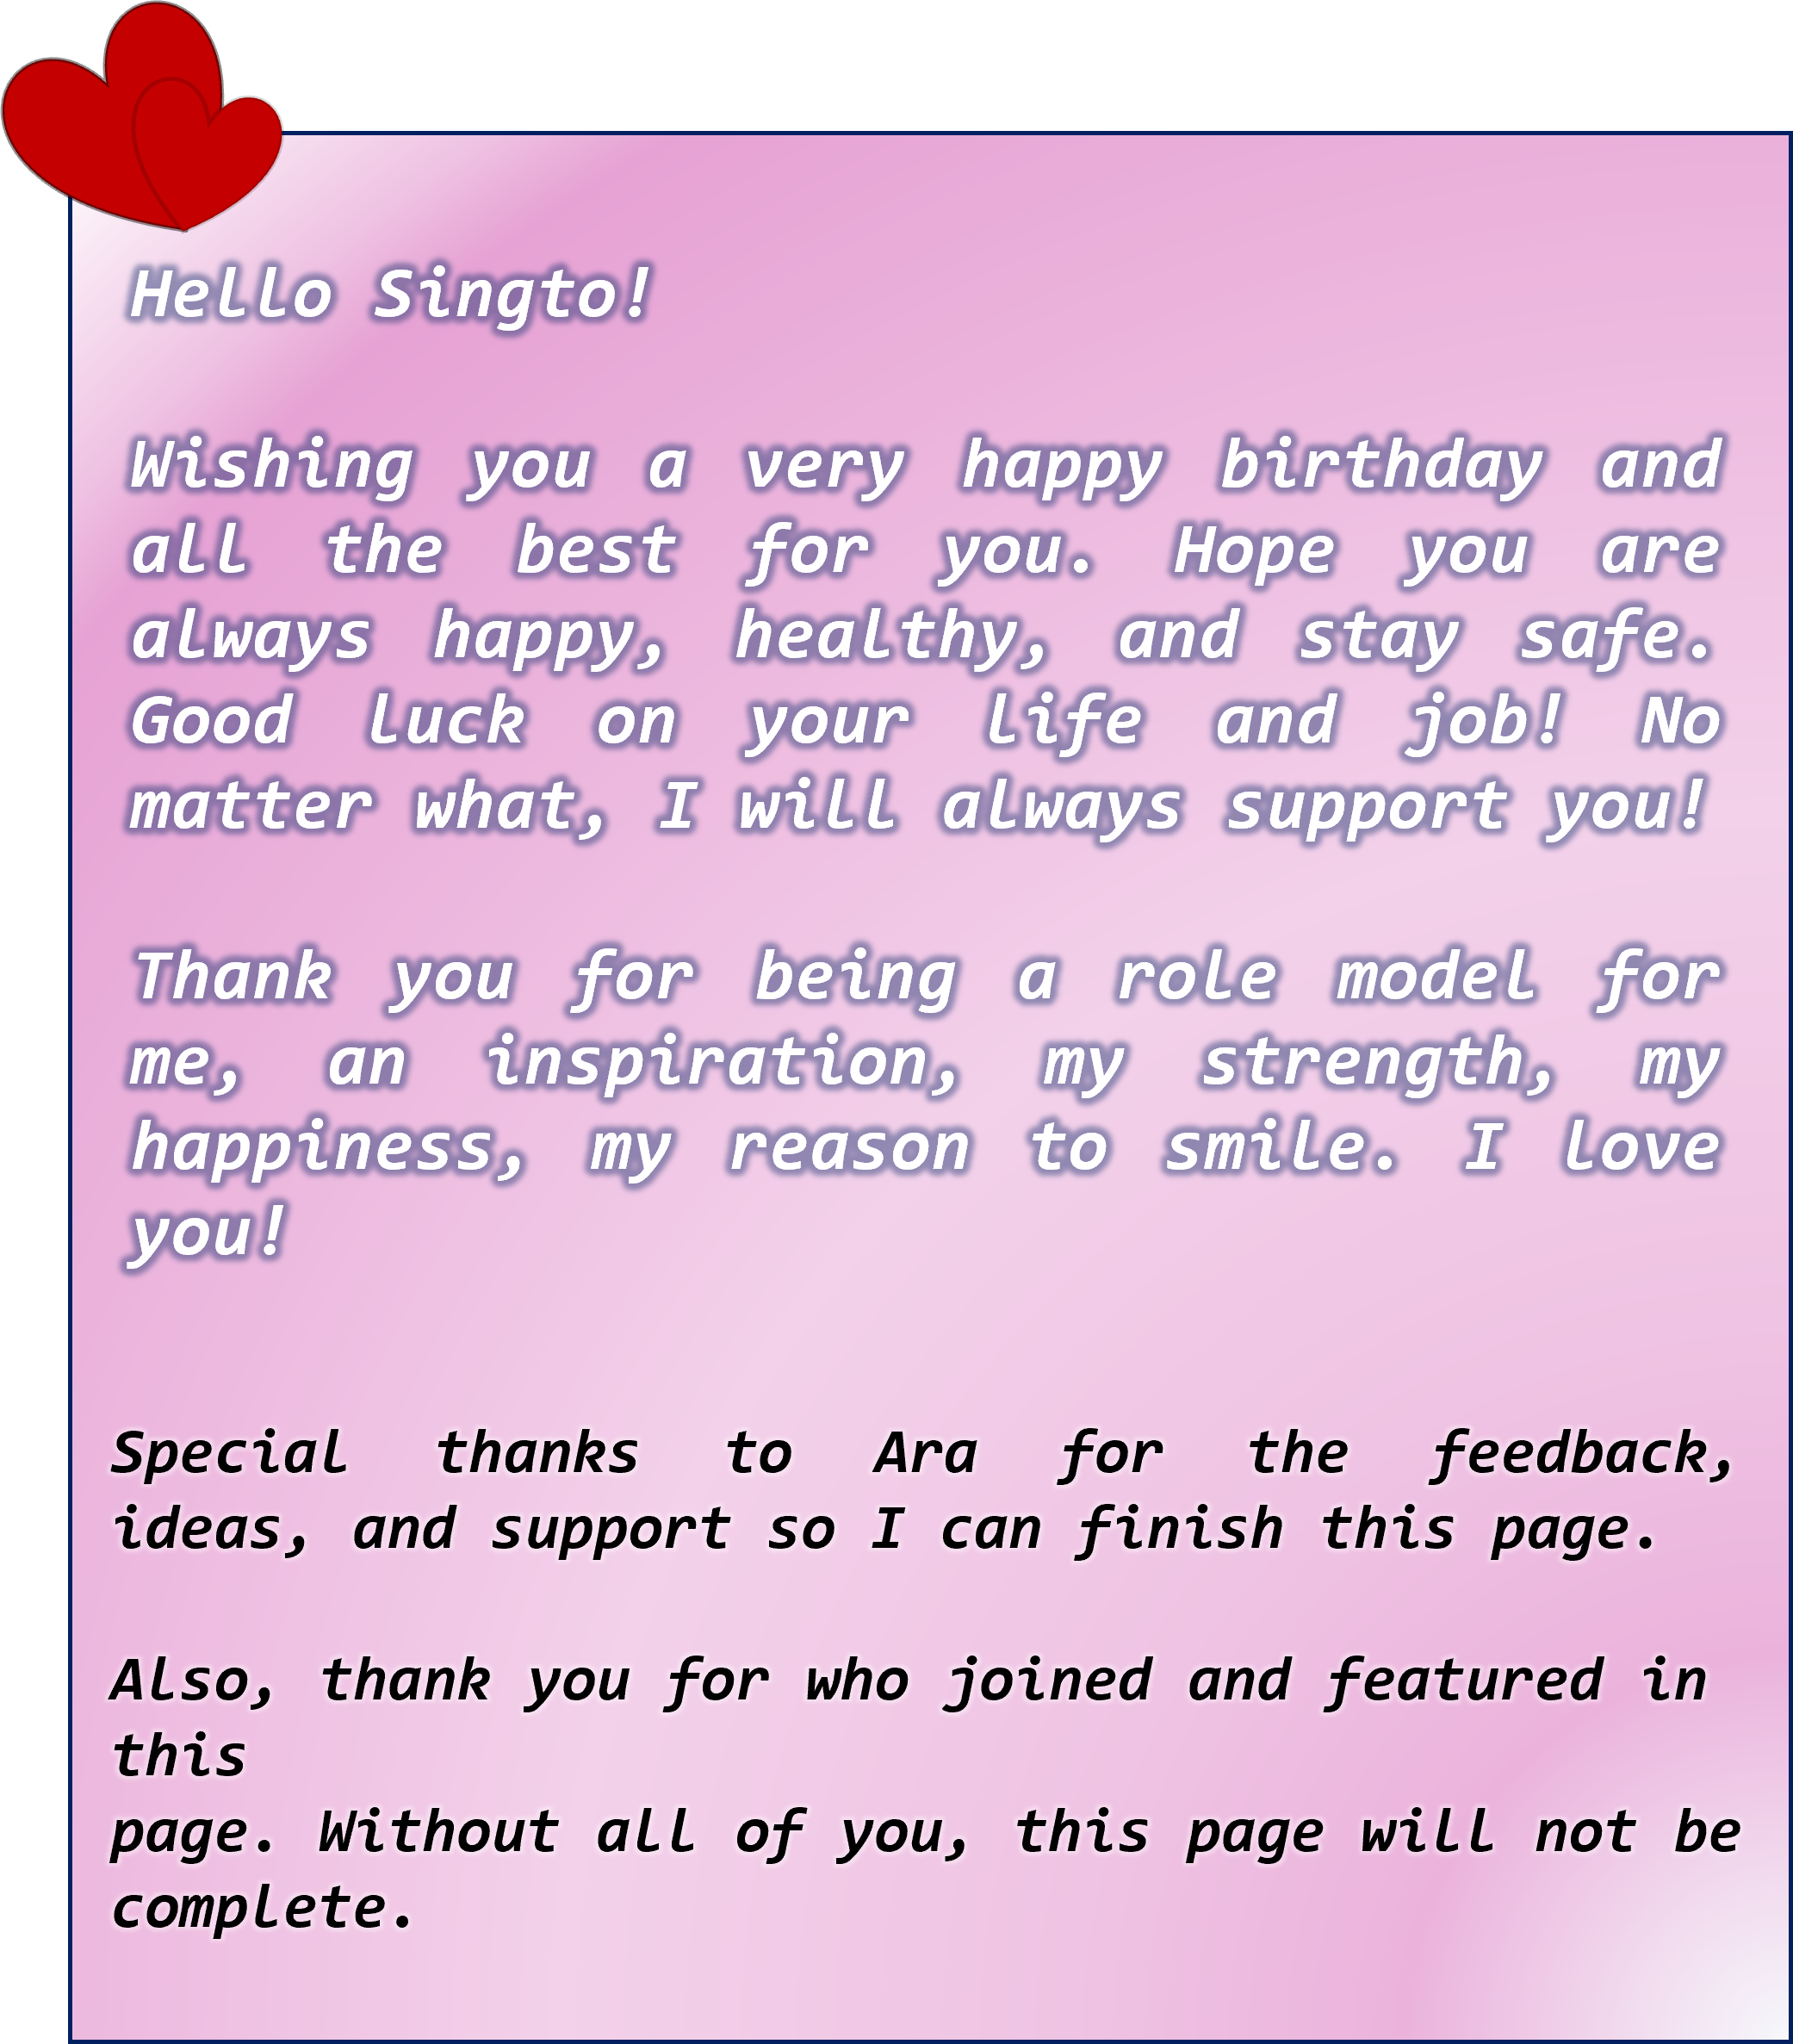 Hello Singto!
Wishing you a very happy birthday and
all the best for you. Hope you are
always happy, healthy, and stay safe.
Good luck on your life and job! No
matter what, I will always support you!
Thank you for being a role model for
me, an inspiration, my strength, my
happiness, my reason to smile. I love
you!
Special thanks to Ara for the feedback,
ideas, and support so I can finish this page.
Also, thank you for who joined and featured in
this
page. Without all of you, this page will not be
complete.